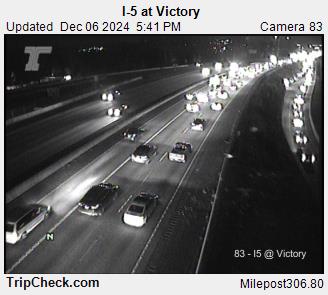 I-5 at Victory
Updated Dec 06 2024 5:41 PM Camera 83
T
N
83 - I5 @ Victory
TripCheck.com Milepost306.80